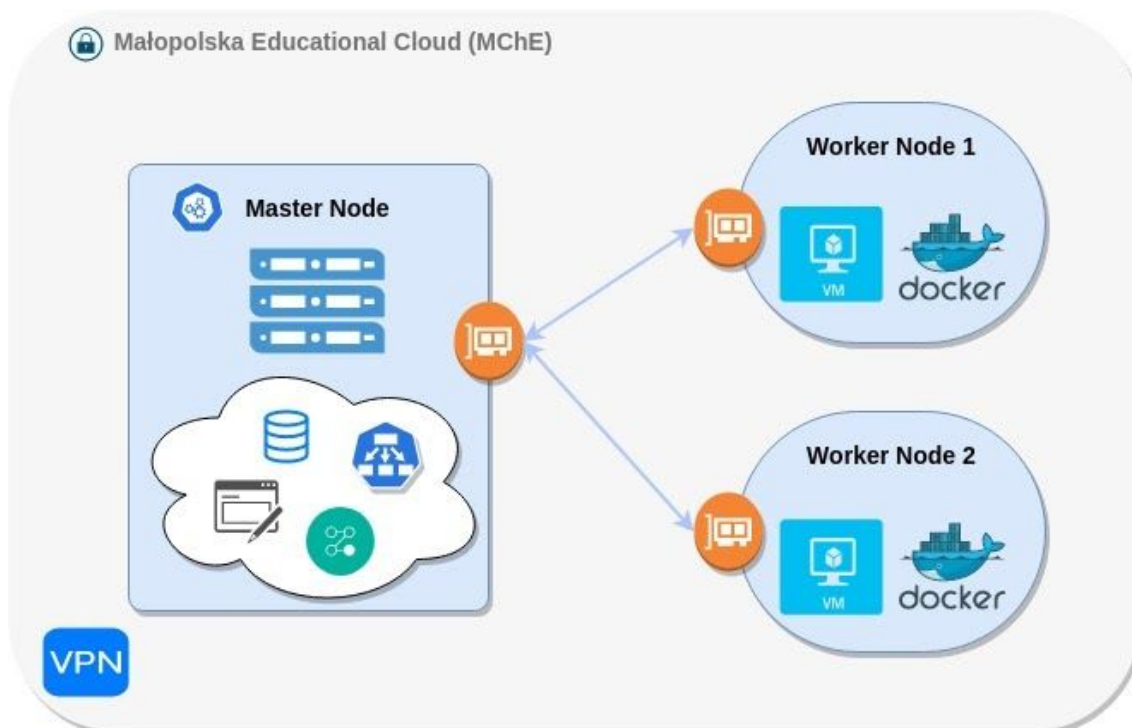 Małopolska Educational Cloud (MChE)
Master Node
Worker Node 1
VM
docker
Worker Node 2
VM
docker
VPN